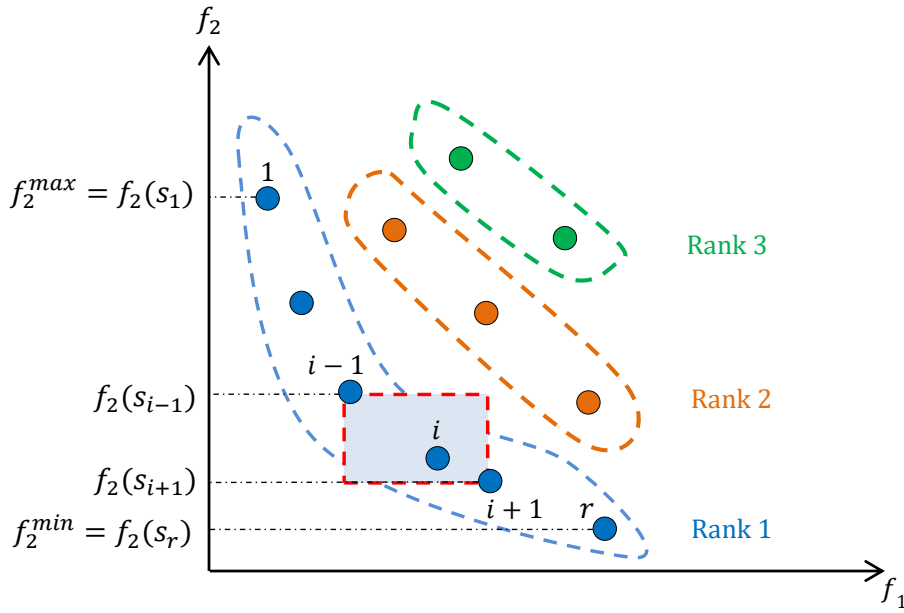 f₂
1
f₂ᵐᵃˣ = f₂(s₁)
Rank 3
i − 1
f₂(sᵢ₋₁)
Rank 2
i
f₂(sᵢ₊₁)
i + 1
r
f₂ᵐⁱⁿ = f₂(sᵣ)
Rank 1
f₁